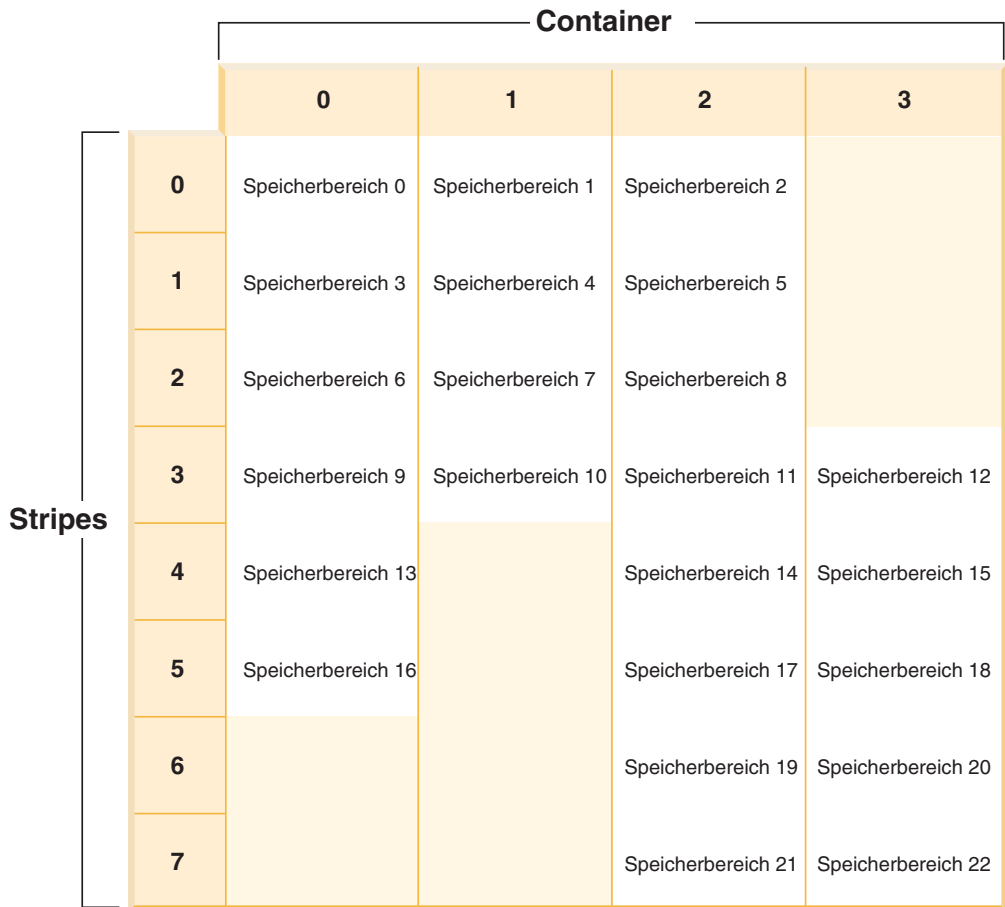 Container
0 1 2 3
0 Speicherbereich 0 Speicherbereich 1 Speicherbereich 2
1 Speicherbereich 3 Speicherbereich 4 Speicherbereich 5
2 Speicherbereich 6 Speicherbereich 7 Speicherbereich 8
3 Speicherbereich 9 Speicherbereich 10 Speicherbereich 11 Speicherbereich 12
Stripes
4 Speicherbereich 13 Speicherbereich 14 Speicherbereich 15
5 Speicherbereich 16 Speicherbereich 17 Speicherbereich 18
6 Speicherbereich 19 Speicherbereich 20
7 Speicherbereich 21 Speicherbereich 22